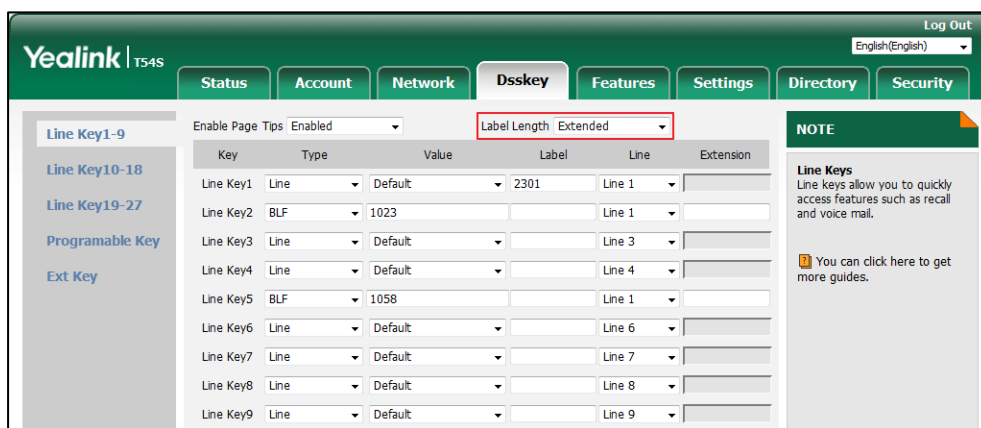 Log Out
Yealink T54S
English(English)
Status Account Network Dsskey Features Settings Directory Security
Line Key1-9
Line Key10-18
Line Key19-27
Programable Key
Ext Key
Enable Page Tips Enabled Label Length Extended
Key Type Value Label Line Extension
Line Key1 Line Default 2301 Line 1
Line Key2 BLF 1023 Line 1
Line Key3 Line Default Line 3
Line Key4 Line Default Line 4
Line Key5 BLF 1058 Line 1
Line Key6 Line Default Line 6
Line Key7 Line Default Line 7
Line Key8 Line Default Line 8
Line Key9 Line Default Line 9
NOTE
Line Keys
Line keys allow you to quickly
access features such as recall
and voice mail.
? You can click here to get
more guides.